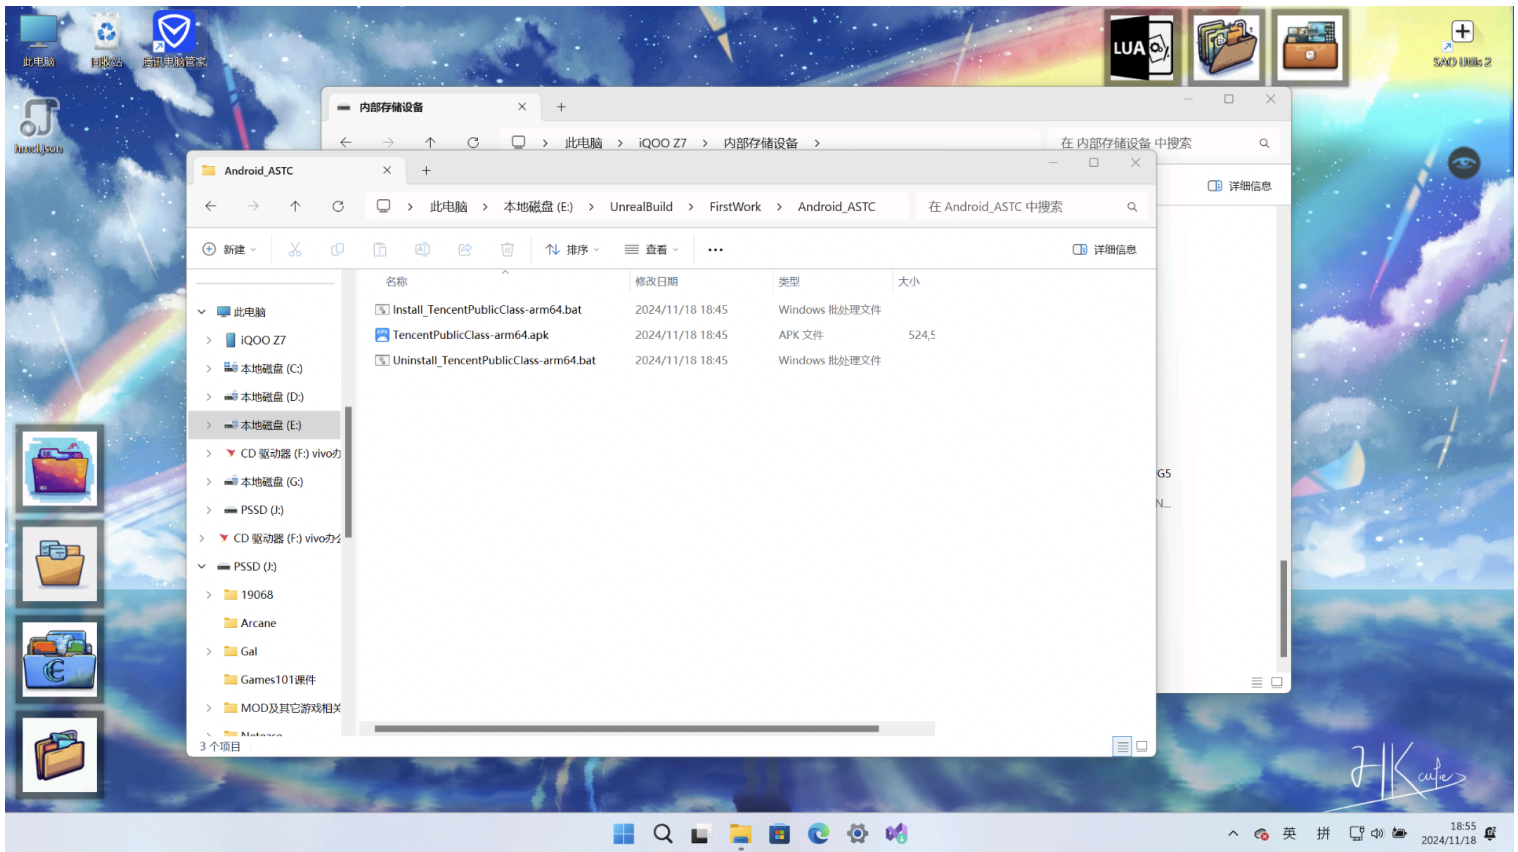 此电脑
回收站
腾讯电脑管家
hmcl.json
LUA
SAO Utils 2
内部存储设备
此电脑 > iQOO Z7 > 内部存储设备 >
在 内部存储设备 中搜索
详细信息
Android_ASTC
此电脑 > 本地磁盘 (E:) > UnrealBuild > FirstWork > Android_ASTC
在 Android_ASTC 中搜索
新建
排序
查看
详细信息
名称
修改日期
类型
大小
Install_TencentPublicClass-arm64.bat
2024/11/18 18:45
Windows 批处理文件
TencentPublicClass-arm64.apk
2024/11/18 18:45
APK 文件
524,5
Uninstall_TencentPublicClass-arm64.bat
2024/11/18 18:45
Windows 批处理文件
此电脑
iQOO Z7
本地磁盘 (C:)
本地磁盘 (D:)
本地磁盘 (E:)
CD 驱动器 (F:) vivo办
本地磁盘 (G:)
PSSD (J:)
CD 驱动器 (F:) vivo办公
PSSD (J:)
19068
Arcane
Gal
Games101课件
MOD及其它游戏相关
Netease
3 个项目
G5
N...
HK
英
拼
18:55
2024/11/18